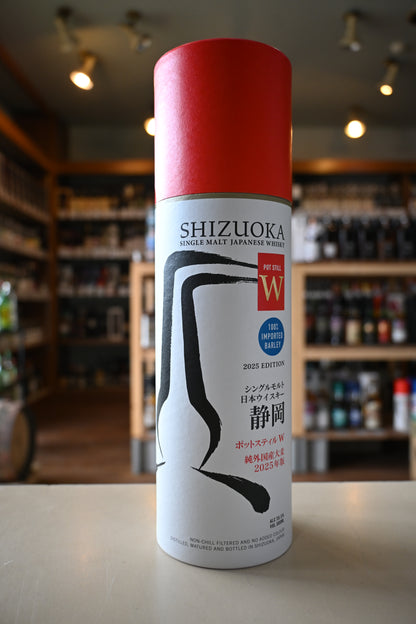 SHIZUOKA
SINGLE MALT JAPANESE WHISKY
POT STILL
W
100%
IMPORTED
BARLEY
2025 EDITION
シングルモルト
日本ウイスキー
静岡
ポットスティル W
純外国産大麦
2025年版
NON-CHILL FILTERED AND NO ADDED COLOUR
DISTILLED, MATURED AND BOTTLED IN SHIZUOKA, JAPAN